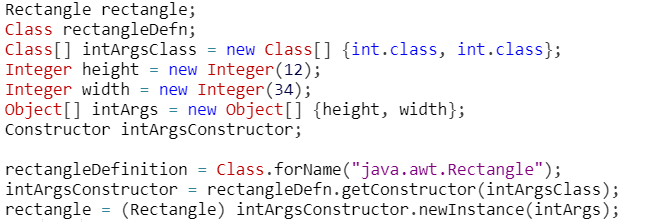 Rectangle rectangle;
Class rectangleDefn;
Class[] intArgsClass = new Class[] {int.class, int.class};
Integer height = new Integer(12);
Integer width = new Integer(34);
Object[] intArgs = new Object[] {height, width};
Constructor intArgsConstructor;

rectangleDefinition = Class.forName("java.awt.Rectangle");
intArgsConstructor = rectangleDefn.getConstructor(intArgsClass);
rectangle = (Rectangle) intArgsConstructor.newInstance(intArgs);